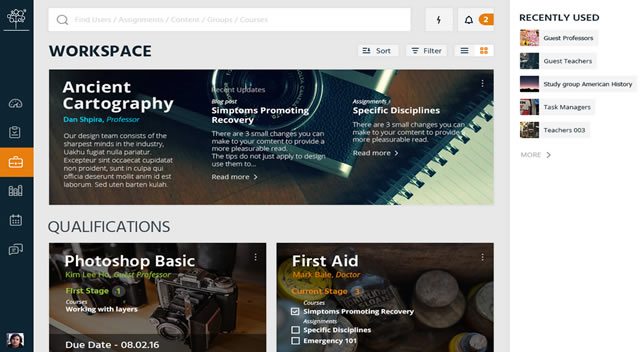 Find Users / Assignments / Content / Groups / Courses
2
WORKSPACE
Sort
Filter
Ancient
Cartography
Dan Shpira, Professor
Our design team consists of the
sharpest minds in the industry,
Uakhu fugiat nulla pariatur.
Excepteur sint occaecat cupidatat
non proident, sunt in culpa qui
officia deserunt mollit anim id est
laborum. Sed uten barten kulah.
Recent Updates
Blog post
Simptoms Promoting
Recovery
There are 3 small changes you can
make to your comtent to provide a
more pleasurable read.
The tips do not just apply to design
use them to...
Read more
Assignments
Specific Disciplines
There are 3 small changes you can
make to your comtent to provide a
more pleasurable read.
Read more
QUALIFICATIONS
Photoshop Basic
Kim Lee Ho, Guest Professor
First Stage 1
Courses
Working with layers
Due Date - 08.02.16
First Aid
Mark Bale, Doctor
Current Stage 3
Courses
Simptoms Promoting Recovery
Assignments
Specific Disciplines
Emergency 101
RECENTLY USED
Guest Professors
Guest Teachers
Study group American History
Task Managers
Teachers 003
MORE